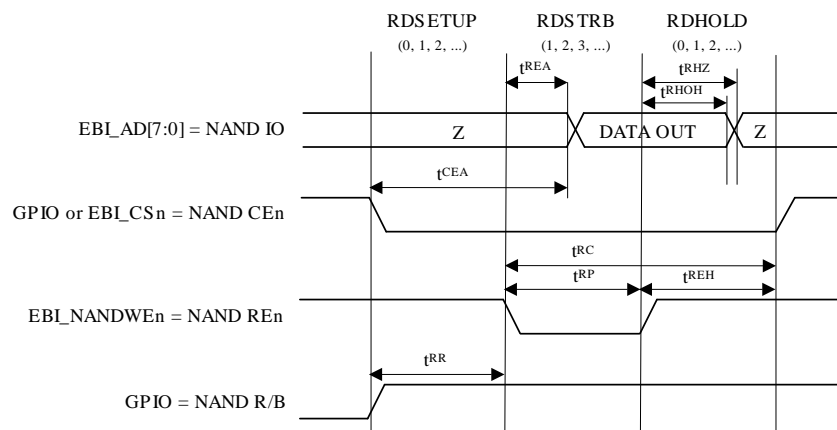 RDSETUP RDSTRB RDHOLD
(0, 1, 2, ...) (1, 2, 3, ...) (0, 1, 2, ...)
tREA tRHZ
tRHOH
EBI_AD[7:0] = NAND IO Z DATA OUT Z
tCEA
GPIO or EBI_CSn = NAND CEn
tRC
tRP tREH
EBI_NANDWEn = NAND REn
tRR
GPIO = NAND R/B